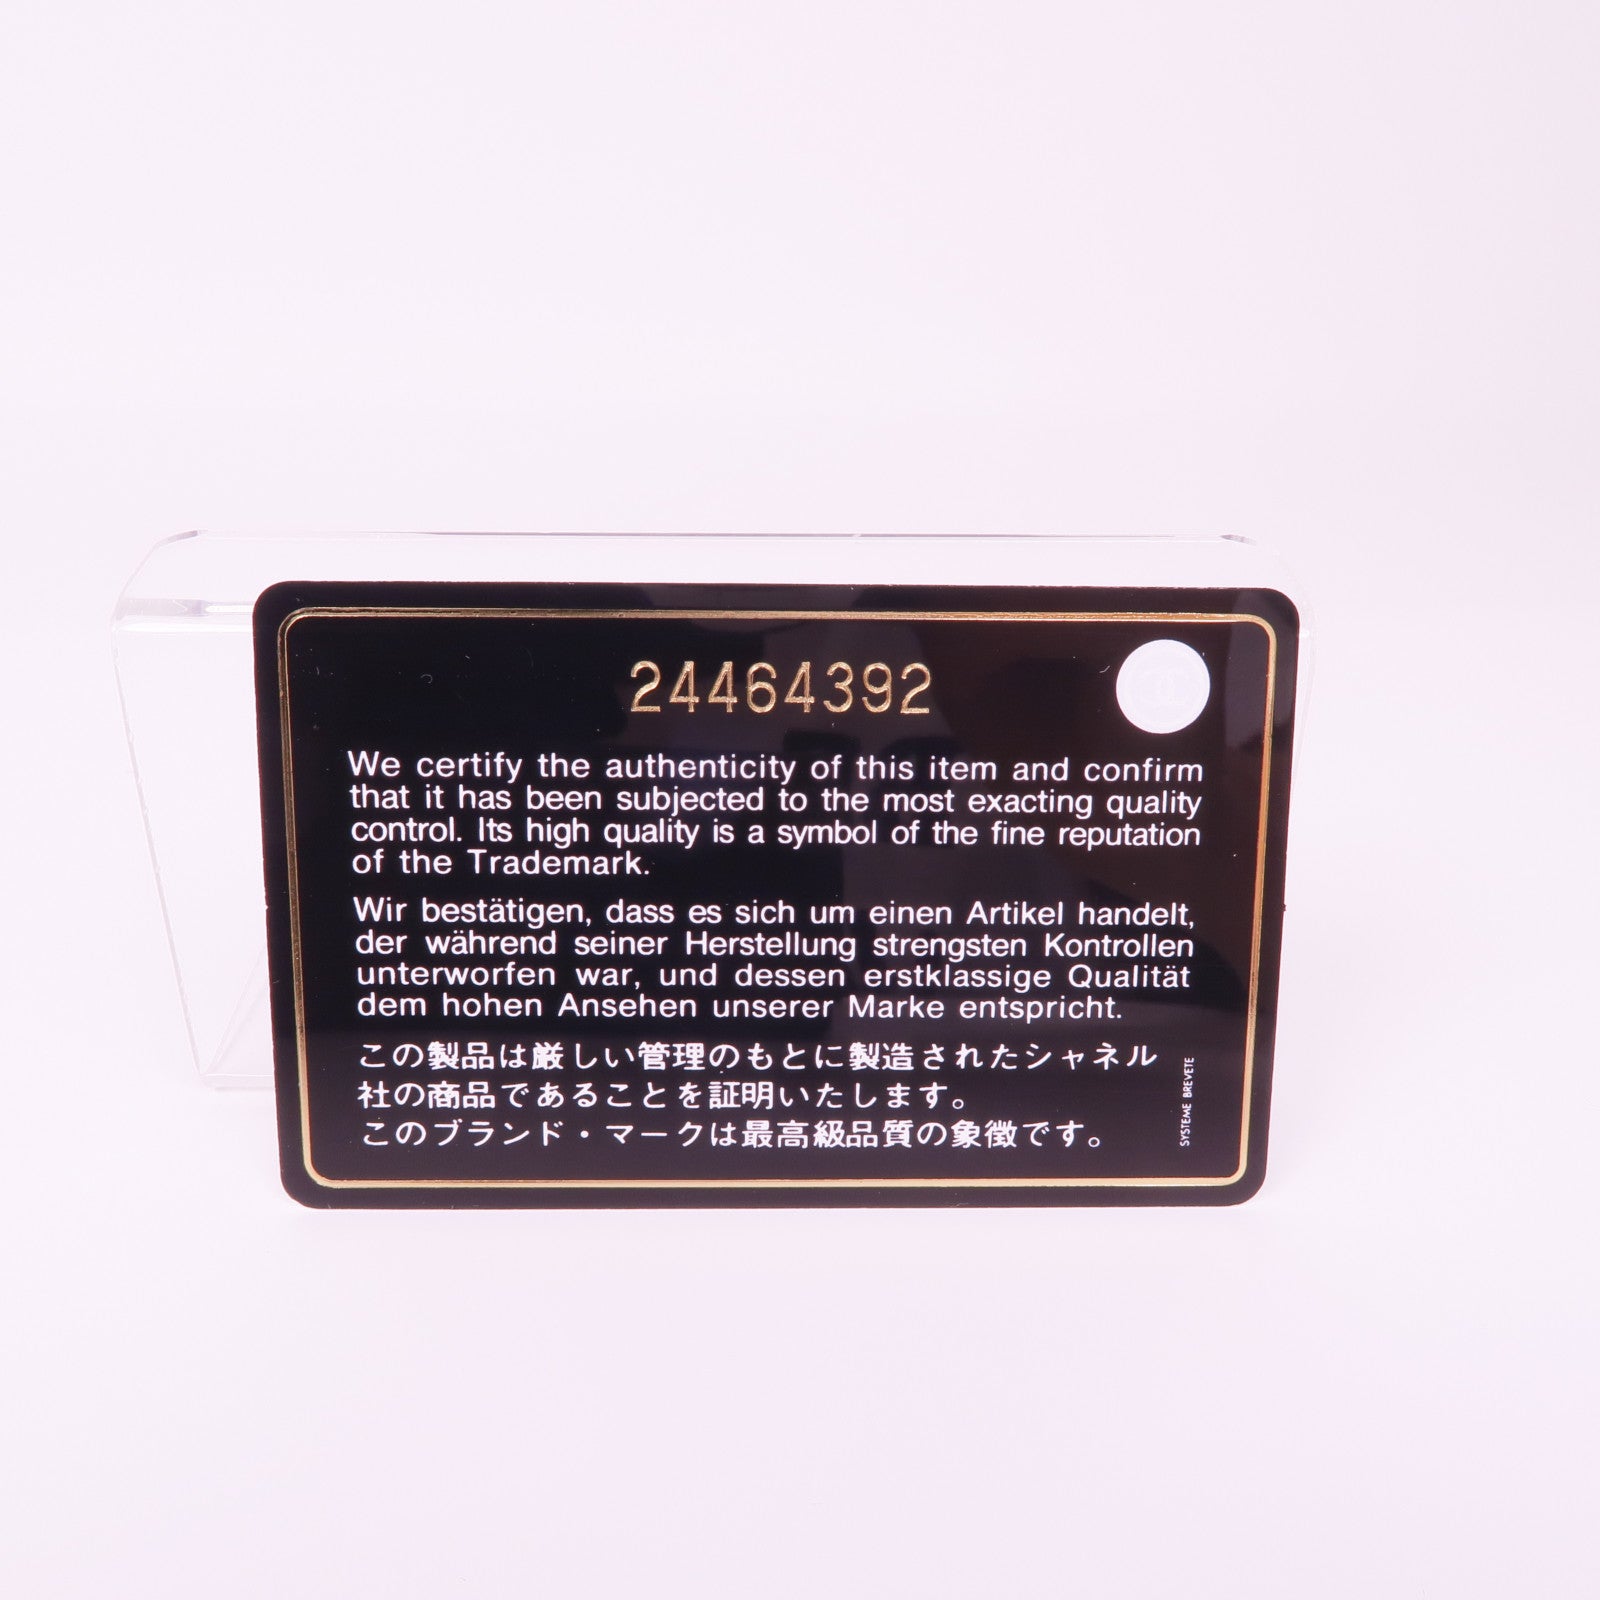 24464392
We certify the authenticity of this item and confirm
that it has been subjected to the most exacting quality
control. Its high quality is a symbol of the fine reputation
of the Trademark.
Wir bestätigen, dass es sich um einen Artikel handelt,
der während seiner Herstellung strengsten Kontrollen
unterworfen war, und dessen erstklassige Qualität
dem hohen Ansehen unserer Marke entspricht.
この製品は厳しい管理のもとに製造されたシャネル
社の商品であることを証明いたします。
このブランド・マークは最高級品質の象徴です。
SYSTEME BREVETE